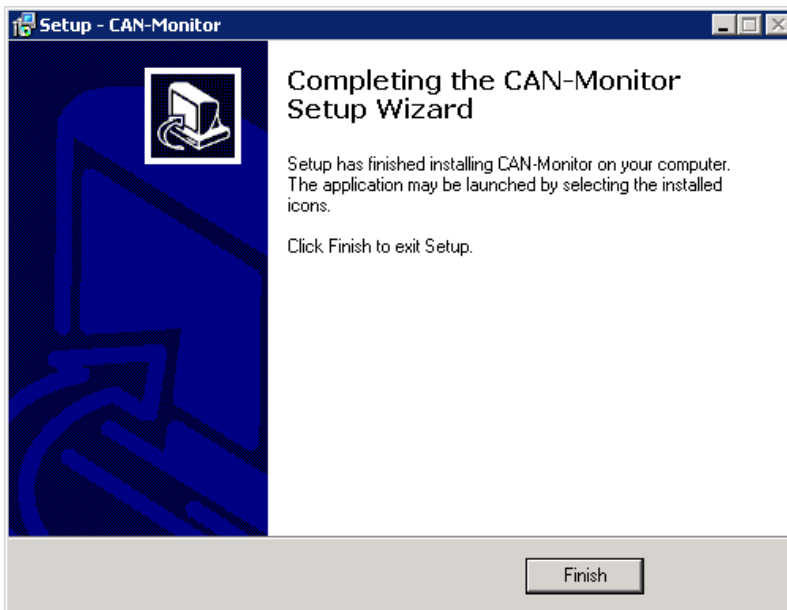 Setup - CAN-Monitor
Completing the CAN-Monitor
Setup Wizard
Setup has finished installing CAN-Monitor on your computer.
The application may be launched by selecting the installed
icons.
Click Finish to exit Setup.
Finish